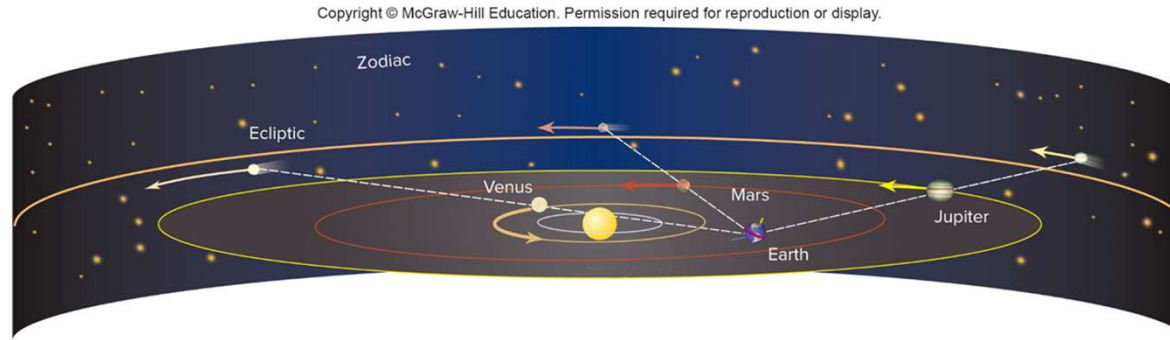 Copyright © McGraw-Hill Education. Permission required for reproduction or display.
Zodiac
Ecliptic
Venus
Mars
Jupiter
Earth